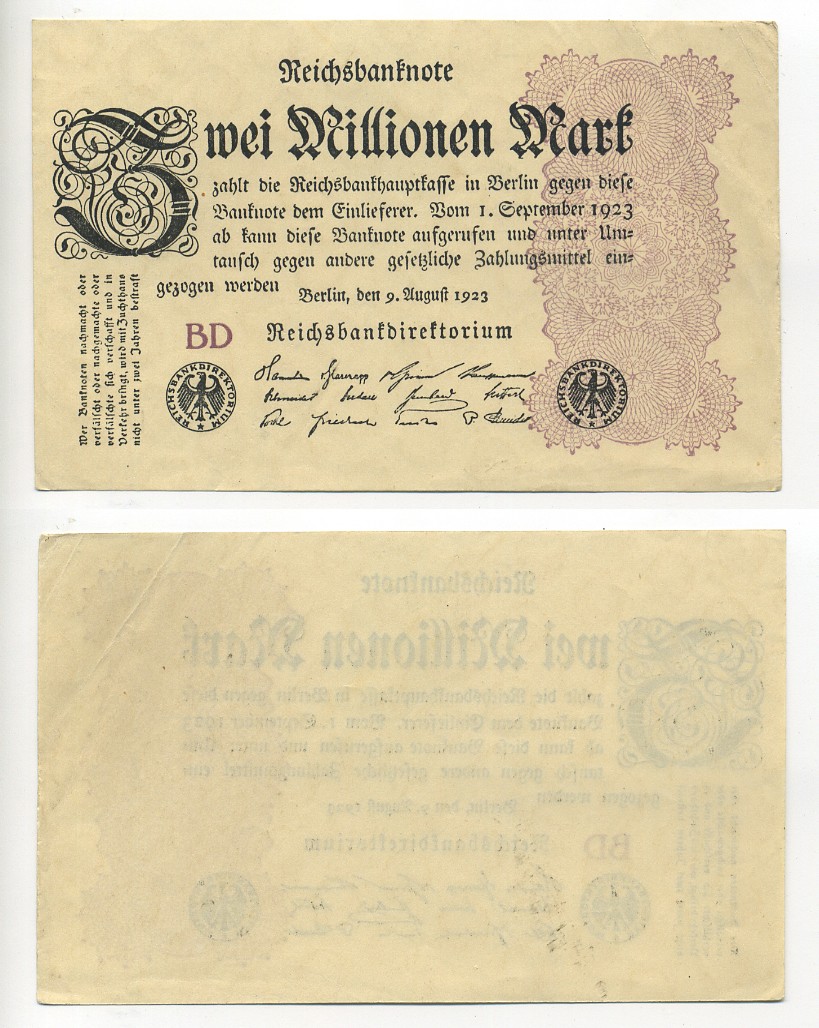 Reichsbanknote
Zwei Millionen Mark
zahlt die Reichsbankhauptkasse in Berlin gegen diese
Banknote dem Einlieferer. Vom 1. September 1923
ab kann diese Banknote aufgerufen und unter Um-
tausch gegen andere gesetzliche Zahlungsmittel ein-
gezogen werden
Berlin, den 9. August 1923
BD Reichsbankdirektorium
REICHSBANKDIREKTORIUM
REICHSBANKDIREKTORIUM
Wer Banknoten nachmacht oder
verfälscht oder nachgemachte oder
verfälschte sich verschafft und in
Verkehr bringt, wird mit Zuchthaus
nicht unter zwei Jahren bestraft